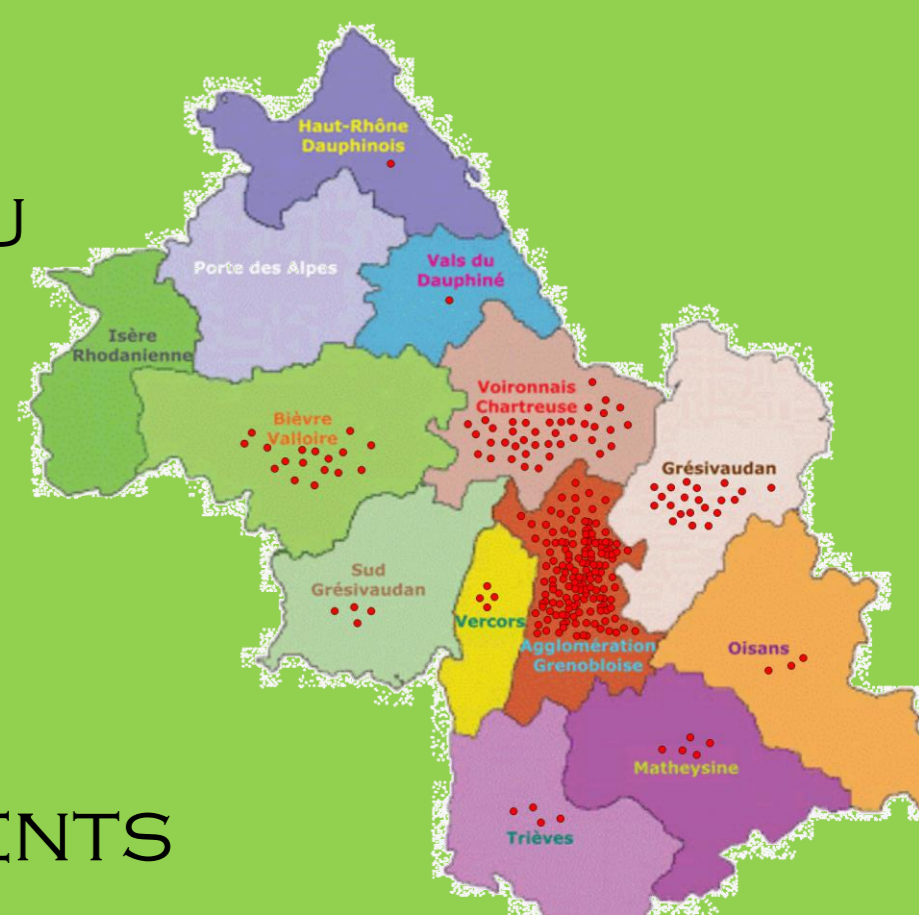 Haut-Rhône
Dauphinois
U
Porte des Alpes
Vals du
Dauphiné
Isère
Rhodanienne
Voironnais
Chartreuse
Bièvre
Valloire
Grésivaudan
Sud
Grésivaudan
Vercors
Agglomération
Grenobloise
Oisans
Matheysine
Trièves
ENTS